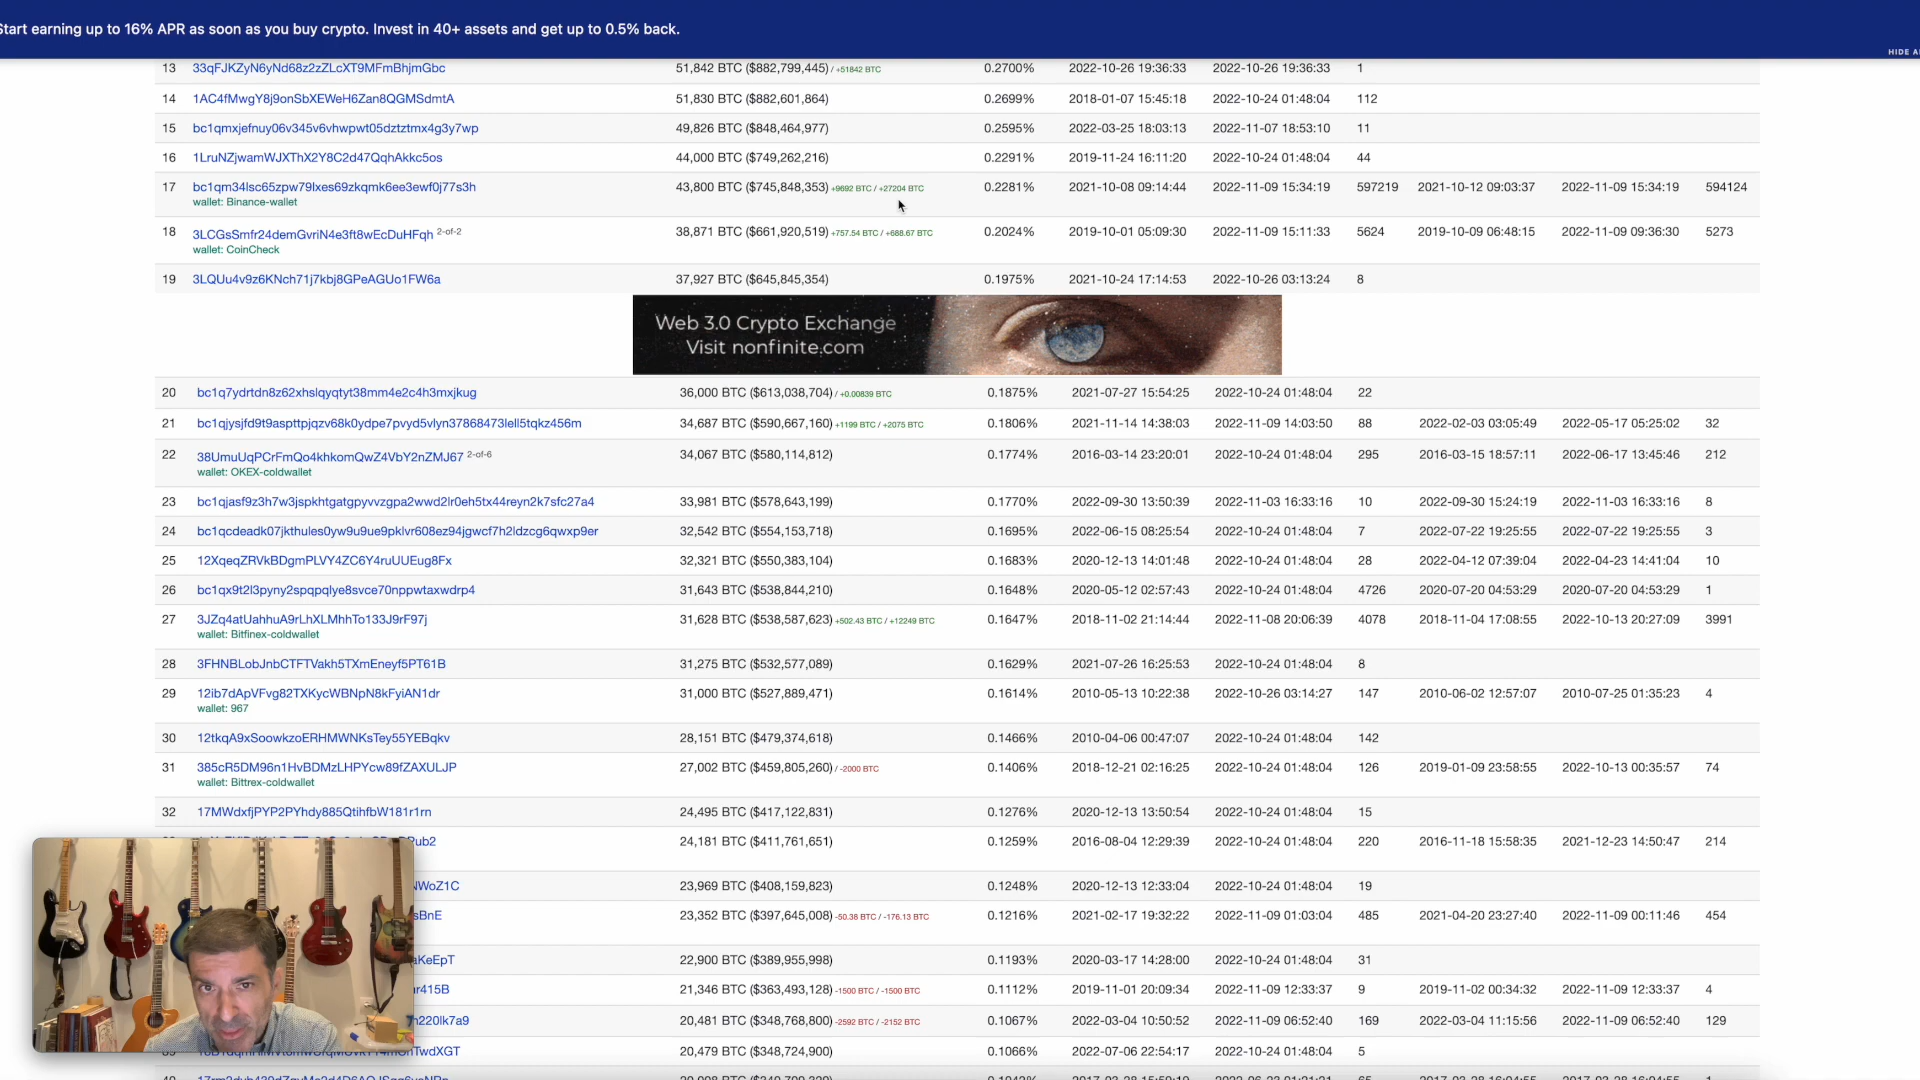 Start earning up to 16% APR as soon as you buy crypto. Invest in 40+ assets and get up to 0.5% back.
HIDE
13 33qFJKZyN6yNd68z2zZLcXT9MFmBhjmGbc 51,842 BTC ($882,799,445) / +51842 BTC 0.2700% 2022-10-26 19:36:33 2022-10-26 19:36:33 1
14 1AC4fMwgY8j9onSbXEWeH6Zan8QGMSdmtA 51,830 BTC ($882,601,864) 0.2699% 2018-01-07 15:45:18 2022-10-24 01:48:04 112
15 bc1qmxjefnuy06v345v6vhwpwt05dztztmx4g3y7wp 49,826 BTC ($848,464,977) 0.2595% 2022-03-25 18:03:13 2022-11-07 18:53:10 11
16 1LruNZjwamWJXThX2Y8C2d47QqhAkkc5os 44,000 BTC ($749,262,216) 0.2291% 2019-11-24 16:11:20 2022-10-24 01:48:04 44
17 bc1qm34lsc65zpw79lxes69zkqmk6ee3ewf0j77s3h 43,800 BTC ($745,848,353) +9692 BTC / +27204 BTC 0.2281% 2021-10-08 09:14:44 2022-11-09 15:34:19 597219 2021-10-12 09:03:37 2022-11-09 15:34:19 594124
wallet: Binance-wallet
18 3LCGsSmfr24demGvriN4e3ft8wEcDuHFqh 2-of-2 38,871 BTC ($661,920,519) +757.54 BTC / +688.67 BTC 0.2024% 2019-10-01 05:09:30 2022-11-09 15:11:33 5624 2019-10-09 06:48:15 2022-11-09 09:36:30 5273
wallet: CoinCheck
19 3LQUu4v9z6KNch71j7kbj8GPeAGUo1FW6a 37,927 BTC ($645,845,354) 0.1975% 2021-10-24 17:14:53 2022-10-26 03:13:24 8
Web 3.0 Crypto Exchange
Visit nonfinite.com
20 bc1q7ydrtdn8z62xhslqyqtyt38mm4e2c4h3mxjkug 36,000 BTC ($613,038,704) / +0.00839 BTC 0.1875% 2021-07-27 15:54:25 2022-10-24 01:48:04 22
21 bc1qjysjfd9t9aspttpjqzv68k0ydpe7pvyd5vlyn37868473lell5tqkz456m 34,687 BTC ($590,667,160) +1199 BTC / +2075 BTC 0.1806% 2021-11-14 14:38:03 2022-11-09 14:03:50 88 2022-02-03 03:05:49 2022-05-17 05:25:02 32
22 38UmuUqPCrFmQo4khkomQwZ4VbY2nZMJ67 2-of-6 34,067 BTC ($580,114,812) 0.1774% 2016-03-14 23:20:01 2022-10-24 01:48:04 295 2016-03-15 18:57:11 2022-06-17 13:45:46 212
wallet: OKEX-coldwallet
23 bc1qjasf9z3h7w3jspkhtgatgpyvvzgpa2wwd2lr0eh5tx44reyn2k7sfc27a4 33,981 BTC ($578,643,199) 0.1770% 2022-09-30 13:50:39 2022-11-03 16:33:16 10 2022-09-30 15:24:19 2022-11-03 16:33:16 8
24 bc1qcdeadk07jkthules0yw9u9ue9pklvr608ez94jgwcf7h2ldzcg6qwxp9er 32,542 BTC ($554,153,718) 0.1695% 2022-06-15 08:25:54 2022-10-24 01:48:04 7 2022-07-22 19:25:55 2022-07-22 19:25:55 3
25 12XqeqZRVkBDgmPLVY4ZC6Y4ruUUEug8Fx 32,321 BTC ($550,383,104) 0.1683% 2020-12-13 14:01:48 2022-10-24 01:48:04 28 2022-04-12 07:39:04 2022-04-23 14:41:04 10
26 bc1qx9t2l3pyny2spqpqlye8svce70nppwtaxwdrp4 31,643 BTC ($538,844,210) 0.1648% 2020-05-12 02:57:43 2022-10-24 01:48:04 4726 2020-07-20 04:53:29 2020-07-20 04:53:29 1
27 3JZq4atUahhuA9rLhXLMhhTo133J9rF97j 31,628 BTC ($538,587,623) +502.43 BTC / +12249 BTC 0.1647% 2018-11-02 21:14:44 2022-11-08 20:06:39 4078 2018-11-04 17:08:55 2022-10-13 20:27:09 3991
wallet: Bitfinex-coldwallet
28 3FHNBLobJnbCTFTVakh5TXmEneyf5PT61B 31,275 BTC ($532,577,089) 0.1629% 2021-07-26 16:25:53 2022-10-24 01:48:04 8
29 12ib7dApVFvg82TXKycWBNpN8kFyiAN1dr 31,000 BTC ($527,889,471) 0.1614% 2010-05-13 10:22:38 2022-10-26 03:14:27 147 2010-06-02 12:57:07 2010-07-25 01:35:23 4
wallet: 967
30 12tkqA9xSoowkzoERHMWNKsTey55YEBqkv 28,151 BTC ($479,374,618) 0.1466% 2010-04-06 00:47:07 2022-10-24 01:48:04 142
31 385cR5DM96n1HvBDMzLHPYcw89fZAXULJP 27,002 BTC ($459,805,260) / -2000 BTC 0.1406% 2018-12-21 02:16:25 2022-10-24 01:48:04 126 2019-01-09 23:58:55 2022-10-13 00:35:57 74
wallet: Bittrex-coldwallet
32 17MWdxfjPYP2PYhdy885QtihfbW181r1rn 24,495 BTC ($417,122,831) 0.1276% 2020-12-13 13:50:54 2022-10-24 01:48:04 15
24,181 BTC ($411,761,651) 0.1259% 2016-08-04 12:29:39 2022-10-24 01:48:04 220 2016-11-18 15:58:35 2021-12-23 14:50:47 214
WoZ1C 23,969 BTC ($408,159,823) 0.1248% 2020-12-13 12:33:04 2022-10-24 01:48:04 19
sBnE 23,352 BTC ($397,645,008) -50.38 BTC / -176.13 BTC 0.1216% 2021-02-17 19:32:22 2022-11-09 01:03:04 485 2021-04-20 23:27:40 2022-11-09 00:11:46 454
aKeEpT 22,900 BTC ($389,955,998) 0.1193% 2020-03-17 14:28:00 2022-10-24 01:48:04 31
r415B 21,346 BTC ($363,493,128) -1500 BTC / -1500 BTC 0.1112% 2019-11-01 20:09:34 2022-11-09 12:33:37 9 2019-11-02 00:34:32 2022-11-09 12:33:37 4
220lk7a9 20,481 BTC ($348,768,800) -2592 BTC / -2152 BTC 0.1067% 2022-03-04 10:50:52 2022-11-09 06:52:40 169 2022-03-04 11:15:56 2022-11-09 06:52:40 129
TwdXGT 20,479 BTC ($348,724,900) 0.1066% 2022-07-06 22:54:17 2022-10-24 01:48:04 5